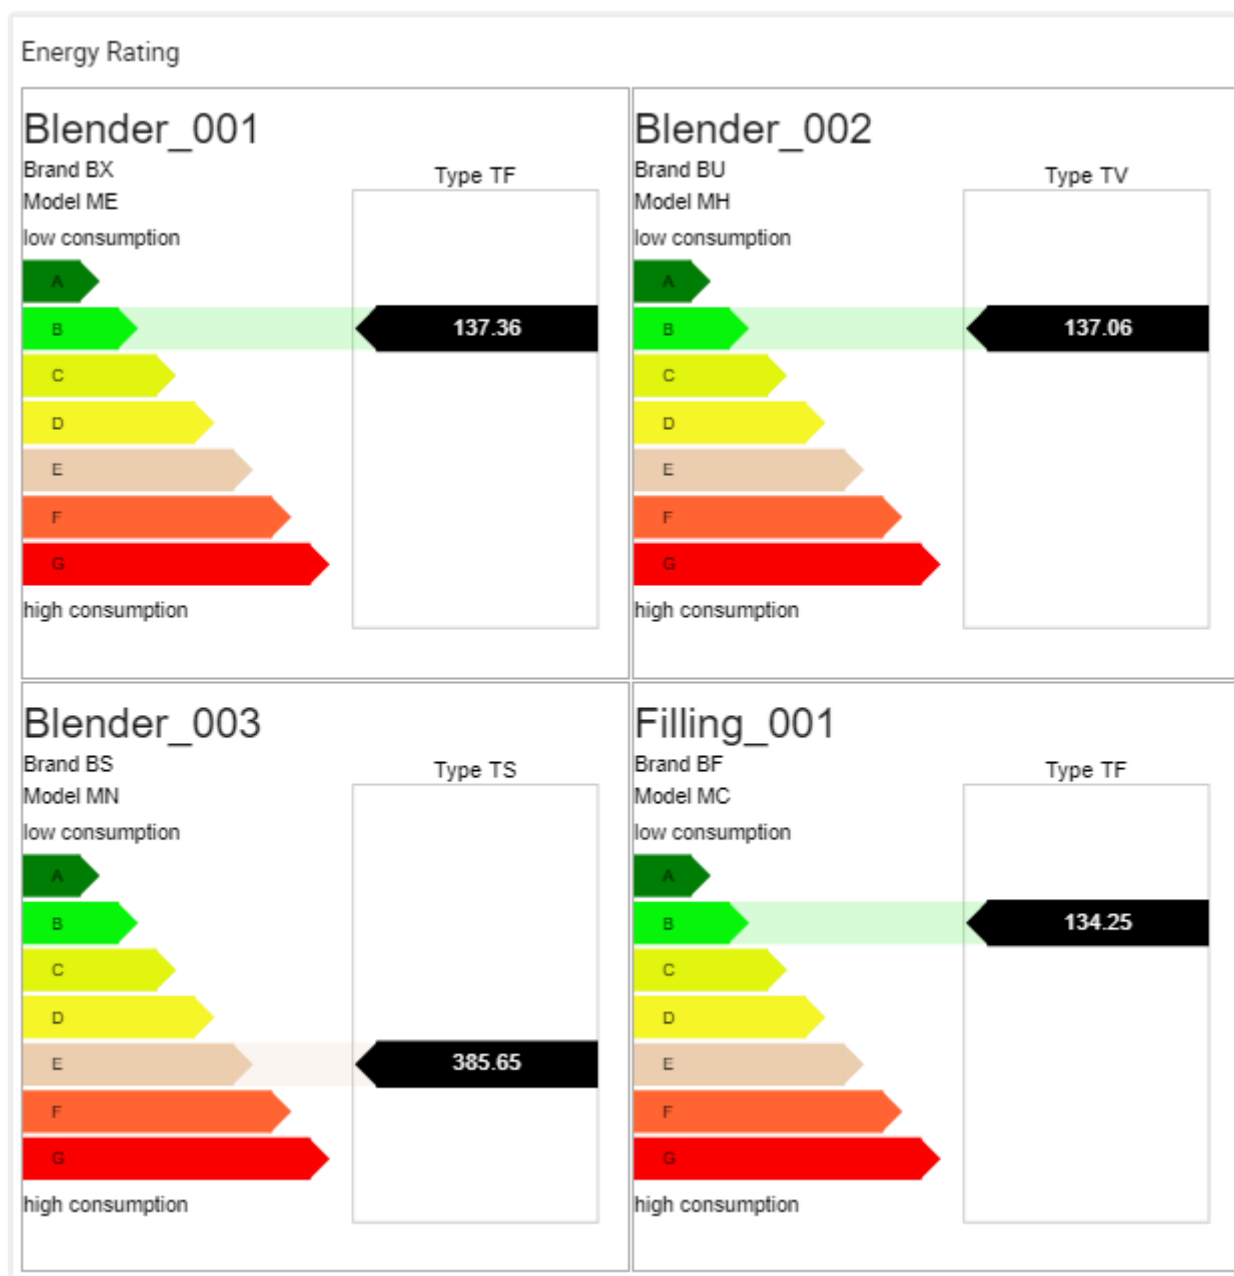 Energy Rating
Blender_001
Brand BX
Type TF
Model ME
low consumption
A
B
137.36
C
D
E
F
G
high consumption
Blender_002
Brand BU
Type TV
Model MH
low consumption
A
B
137.06
C
D
E
F
G
high consumption
Blender_003
Brand BS
Type TS
Model MN
low consumption
A
B
C
D
E
385.65
F
G
high consumption
Filling_001
Brand BF
Type TF
Model MC
low consumption
A
B
134.25
C
D
E
F
G
high consumption